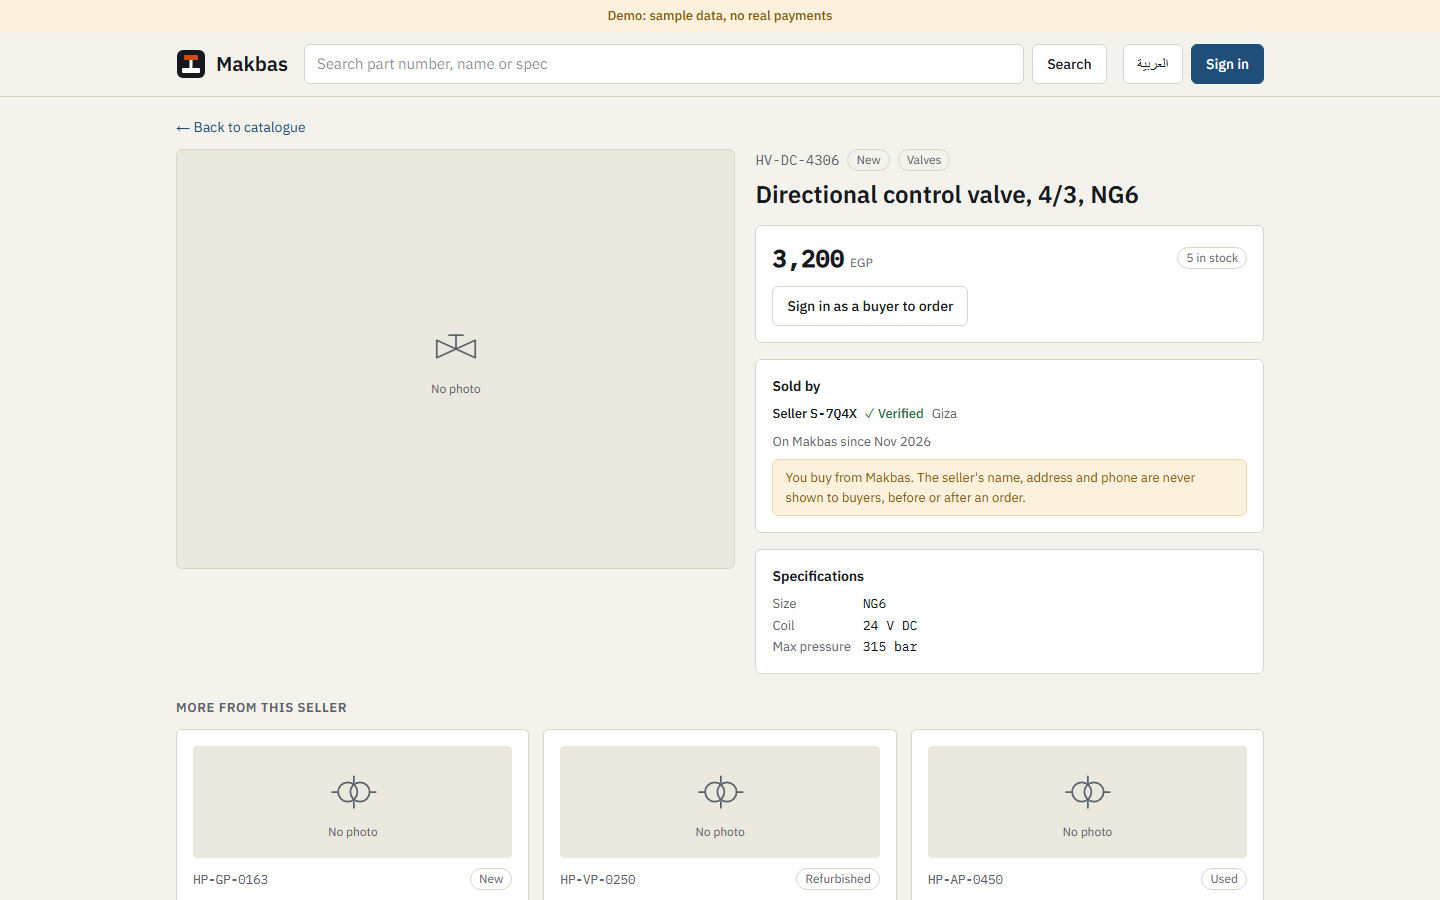 Demo: sample data, no real payments
Makbas
Search part number, name or spec
Search
العربية
Sign in
← Back to catalogue
No photo
HV-DC-4306 New Valves
Directional control valve, 4/3, NG6
3,200 EGP
5 in stock
Sign in as a buyer to order
Sold by
Seller S-7Q4X ✓ Verified Giza
On Makbas since Nov 2026
You buy from Makbas. The seller's name, address and phone are never
shown to buyers, before or after an order.
Specifications
Size NG6
Coil 24 V DC
Max pressure 315 bar
MORE FROM THIS SELLER
No photo
HP-GP-0163 New
No photo
HP-VP-0250 Refurbished
No photo
HP-AP-0450 Used